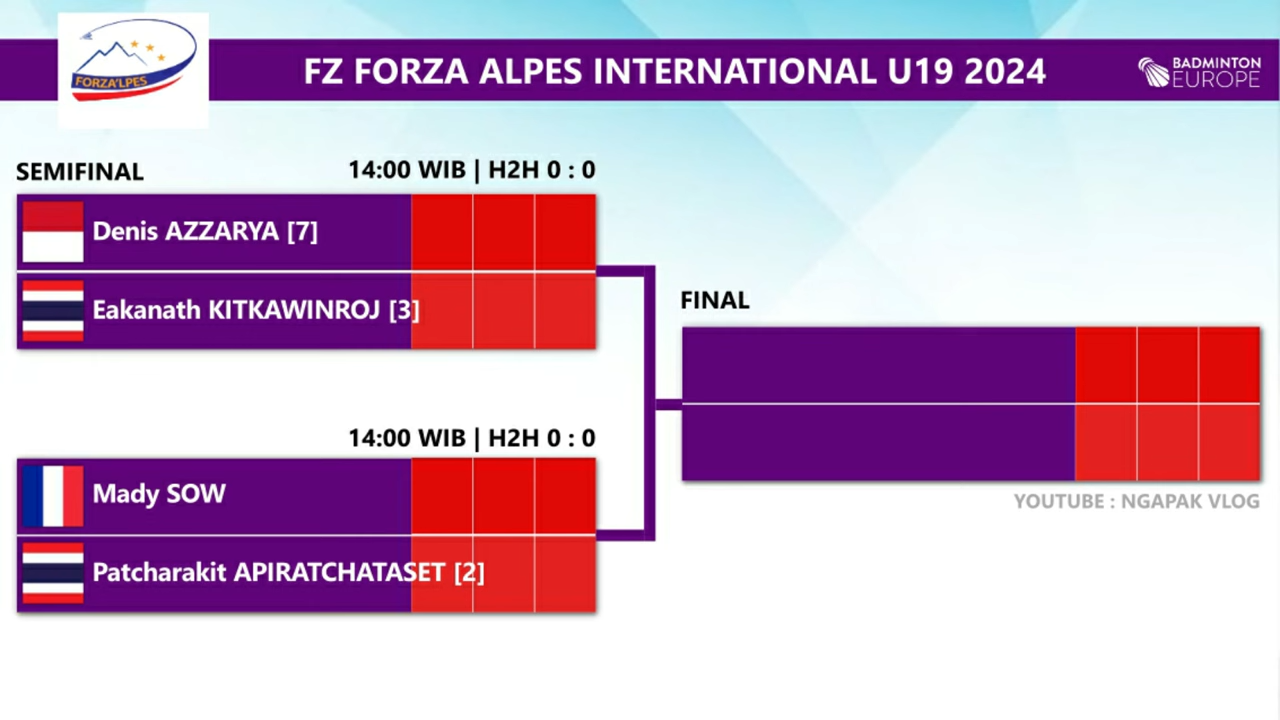 FORZA'LPES
FZ FORZA ALPES INTERNATIONAL U19 2024
BADMINTON
EUROPE
SEMIFINAL
14:00 WIB | H2H 0 : 0
Denis AZZARYA [7]
Eakanath KITKAWINROJ [3]
FINAL
14:00 WIB | H2H 0 : 0
Mady SOW
Patcharakit APIRATCHATASET [2]
YOUTUBE : NGAPAK VLOG